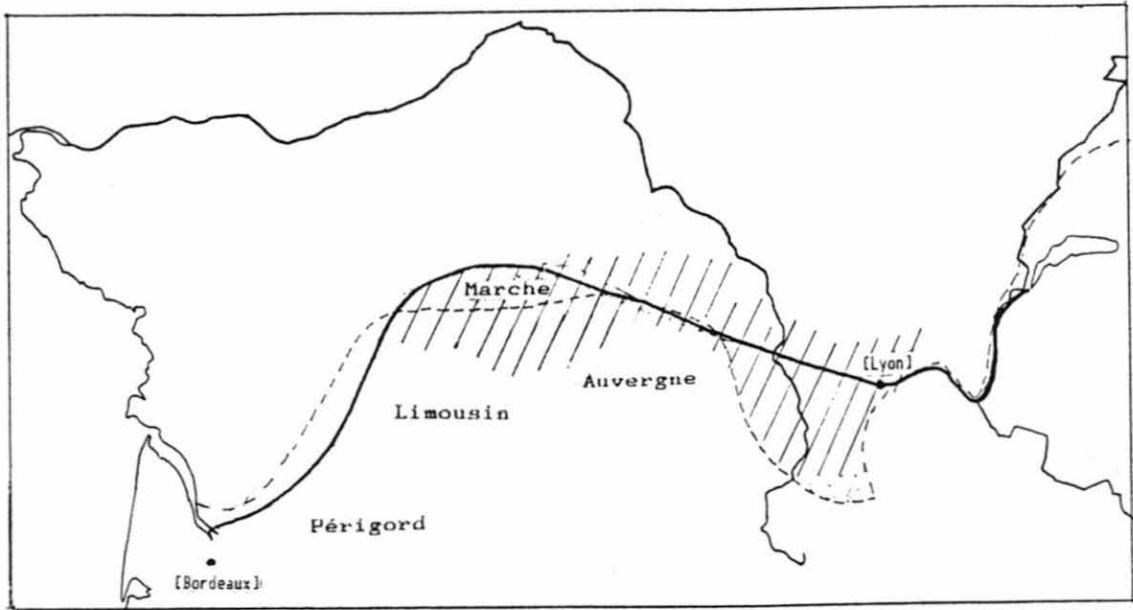 Marche
[Lyon]
Auvergne
Limousin
Périgord
[Bordeaux]